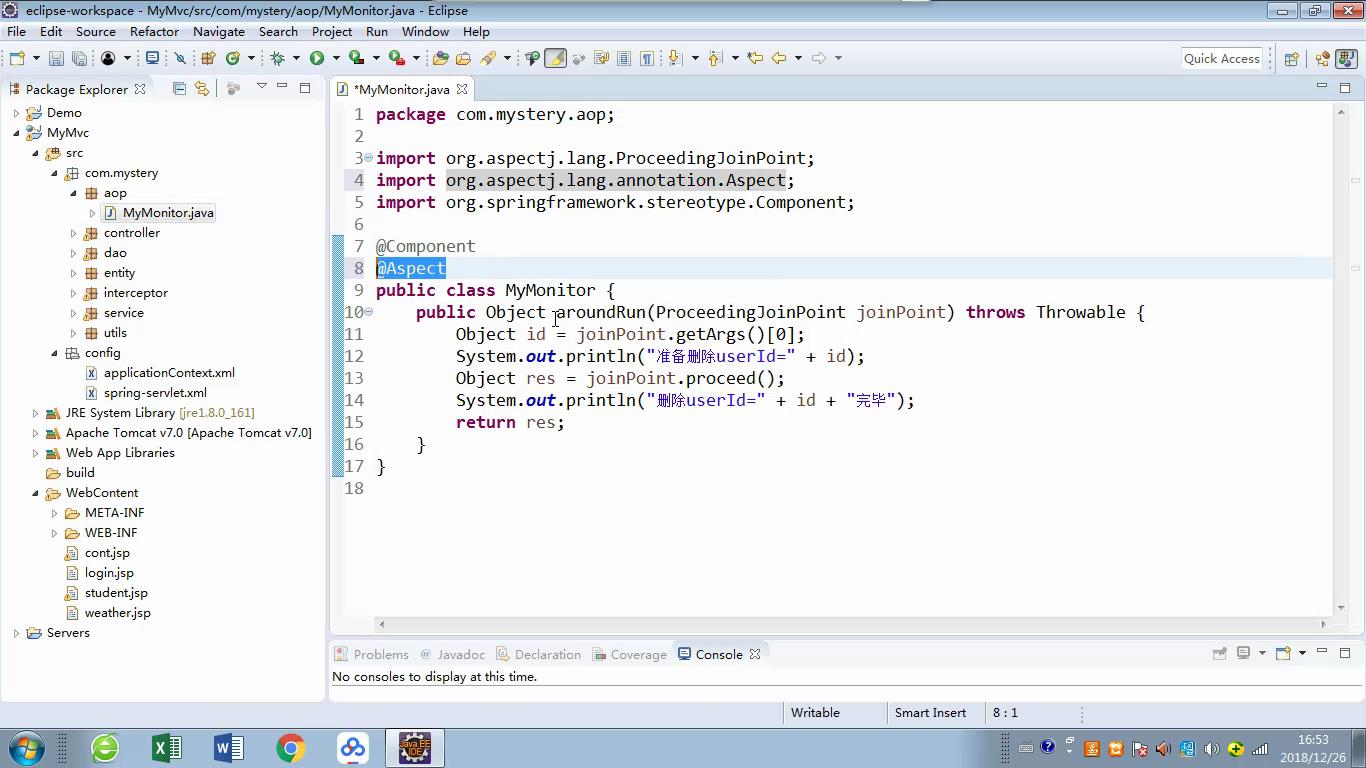 eclipse-workspace - MyMvc/src/com/mystery/aop/MyMonitor.java - Eclipse
File Edit Source Refactor Navigate Search Project Run Window Help
Quick Access
Package Explorer
Demo
MyMvc
src
com.mystery
aop
MyMonitor.java
controller
dao
entity
interceptor
service
utils
config
applicationContext.xml
spring-servlet.xml
JRE System Library [jre1.8.0_161]
Apache Tomcat v7.0 [Apache Tomcat v7.0]
Web App Libraries
build
WebContent
META-INF
WEB-INF
cont.jsp
login.jsp
student.jsp
weather.jsp
Servers
*MyMonitor.java
1 package com.mystery.aop;
2
3 import org.aspectj.lang.ProceedingJoinPoint;
4 import org.aspectj.lang.annotation.Aspect;
5 import org.springframework.stereotype.Component;
6
7 @Component
8 @Aspect
9 public class MyMonitor {
10 public Object aroundRun(ProceedingJoinPoint joinPoint) throws Throwable {
11 Object id = joinPoint.getArgs()[0];
12 System.out.println("准备删除userId=" + id);
13 Object res = joinPoint.proceed();
14 System.out.println("删除userId=" + id + "完毕");
15 return res;
16 }
17 }
18
Problems @ Javadoc Declaration Coverage Console
No consoles to display at this time.
Writable Smart Insert 8 : 1
Java EE
IDE
16:53
2018/12/26